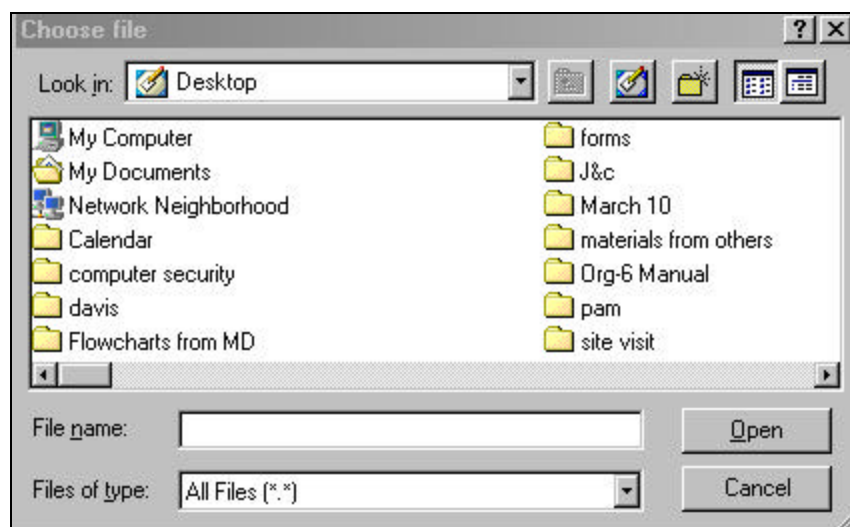 Choose file
Look in: Desktop
My Computer
My Documents
Network Neighborhood
Calendar
computer security
davis
Flowcharts from MD
forms
J&c
March 10
materials from others
Org-6 Manual
pam
site visit
File name:
Open
Files of type: All Files (*.*)
Cancel